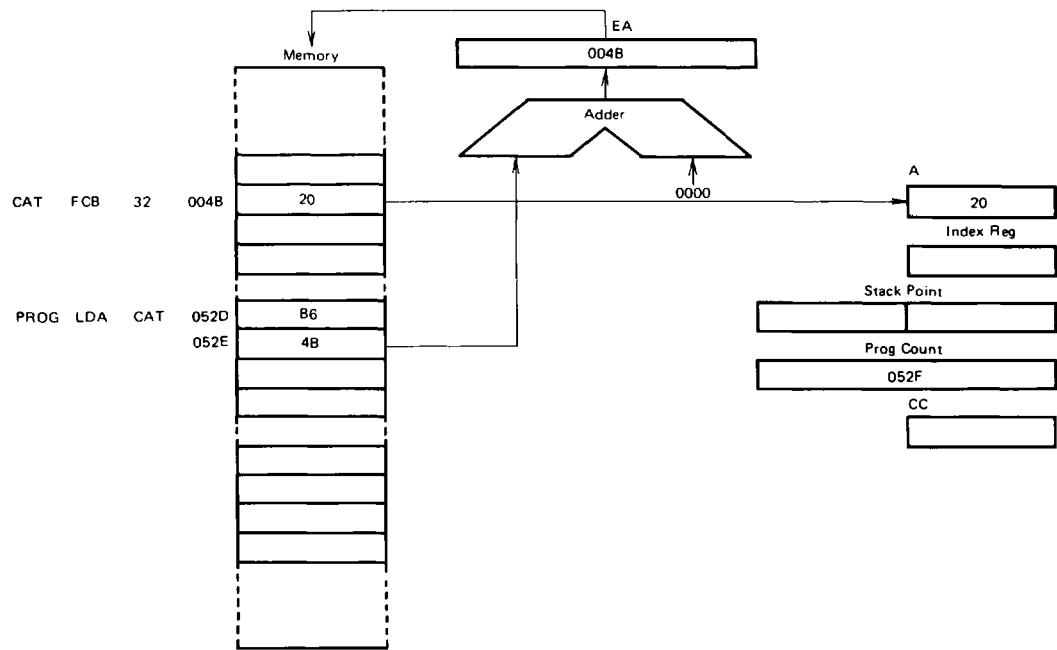 EA
004B
Memory
Adder
0000
A
CAT FCB 32 004B 20
20
Index Reg
Stack Point
PROG LDA CAT 052D B6
052E 4B
Prog Count
052F
CC